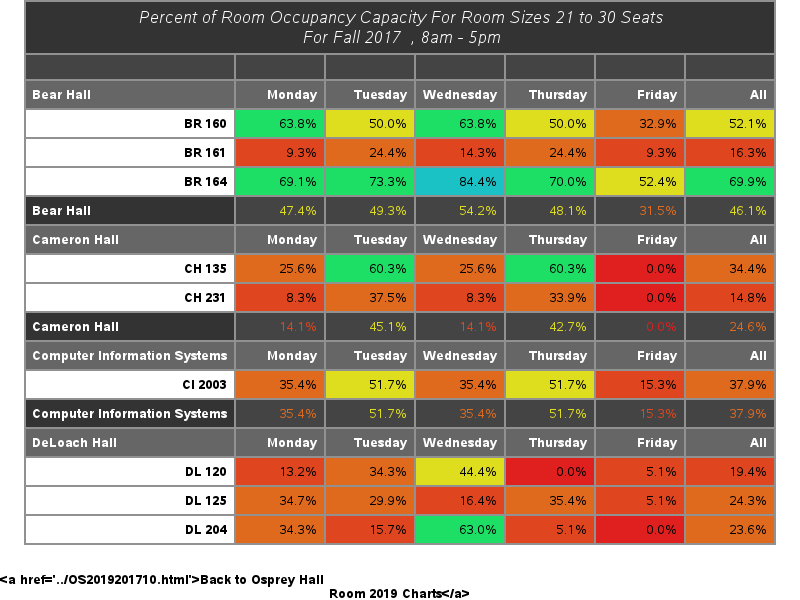 Percent of Room Occupancy Capacity For Room Sizes 21 to 30 Seats
For Fall 2017 , 8am - 5pm
Bear Hall Monday Tuesday Wednesday Thursday Friday All
BR 160 63.8% 50.0% 63.8% 50.0% 32.9% 52.1%
BR 161 9.3% 24.4% 14.3% 24.4% 9.3% 16.3%
BR 164 69.1% 73.3% 84.4% 70.0% 52.4% 69.9%
Bear Hall 47.4% 49.3% 54.2% 48.1% 31.5% 46.1%
Cameron Hall Monday Tuesday Wednesday Thursday Friday All
CH 135 25.6% 60.3% 25.6% 60.3% 0.0% 34.4%
CH 231 8.3% 37.5% 8.3% 33.9% 0.0% 14.8%
Cameron Hall 14.1% 45.1% 14.1% 42.7% 0.0% 24.6%
Computer Information Systems Monday Tuesday Wednesday Thursday Friday All
CI 2003 35.4% 51.7% 35.4% 51.7% 15.3% 37.9%
Computer Information Systems 35.4% 51.7% 35.4% 51.7% 15.3% 37.9%
DeLoach Hall Monday Tuesday Wednesday Thursday Friday All
DL 120 13.2% 34.3% 44.4% 0.0% 5.1% 19.4%
DL 125 34.7% 29.9% 16.4% 35.4% 5.1% 24.3%
DL 204 34.3% 15.7% 63.0% 5.1% 0.0% 23.6%
<a href='../OS2019201710.html'>Back to Osprey Hall
Room 2019 Charts</a>